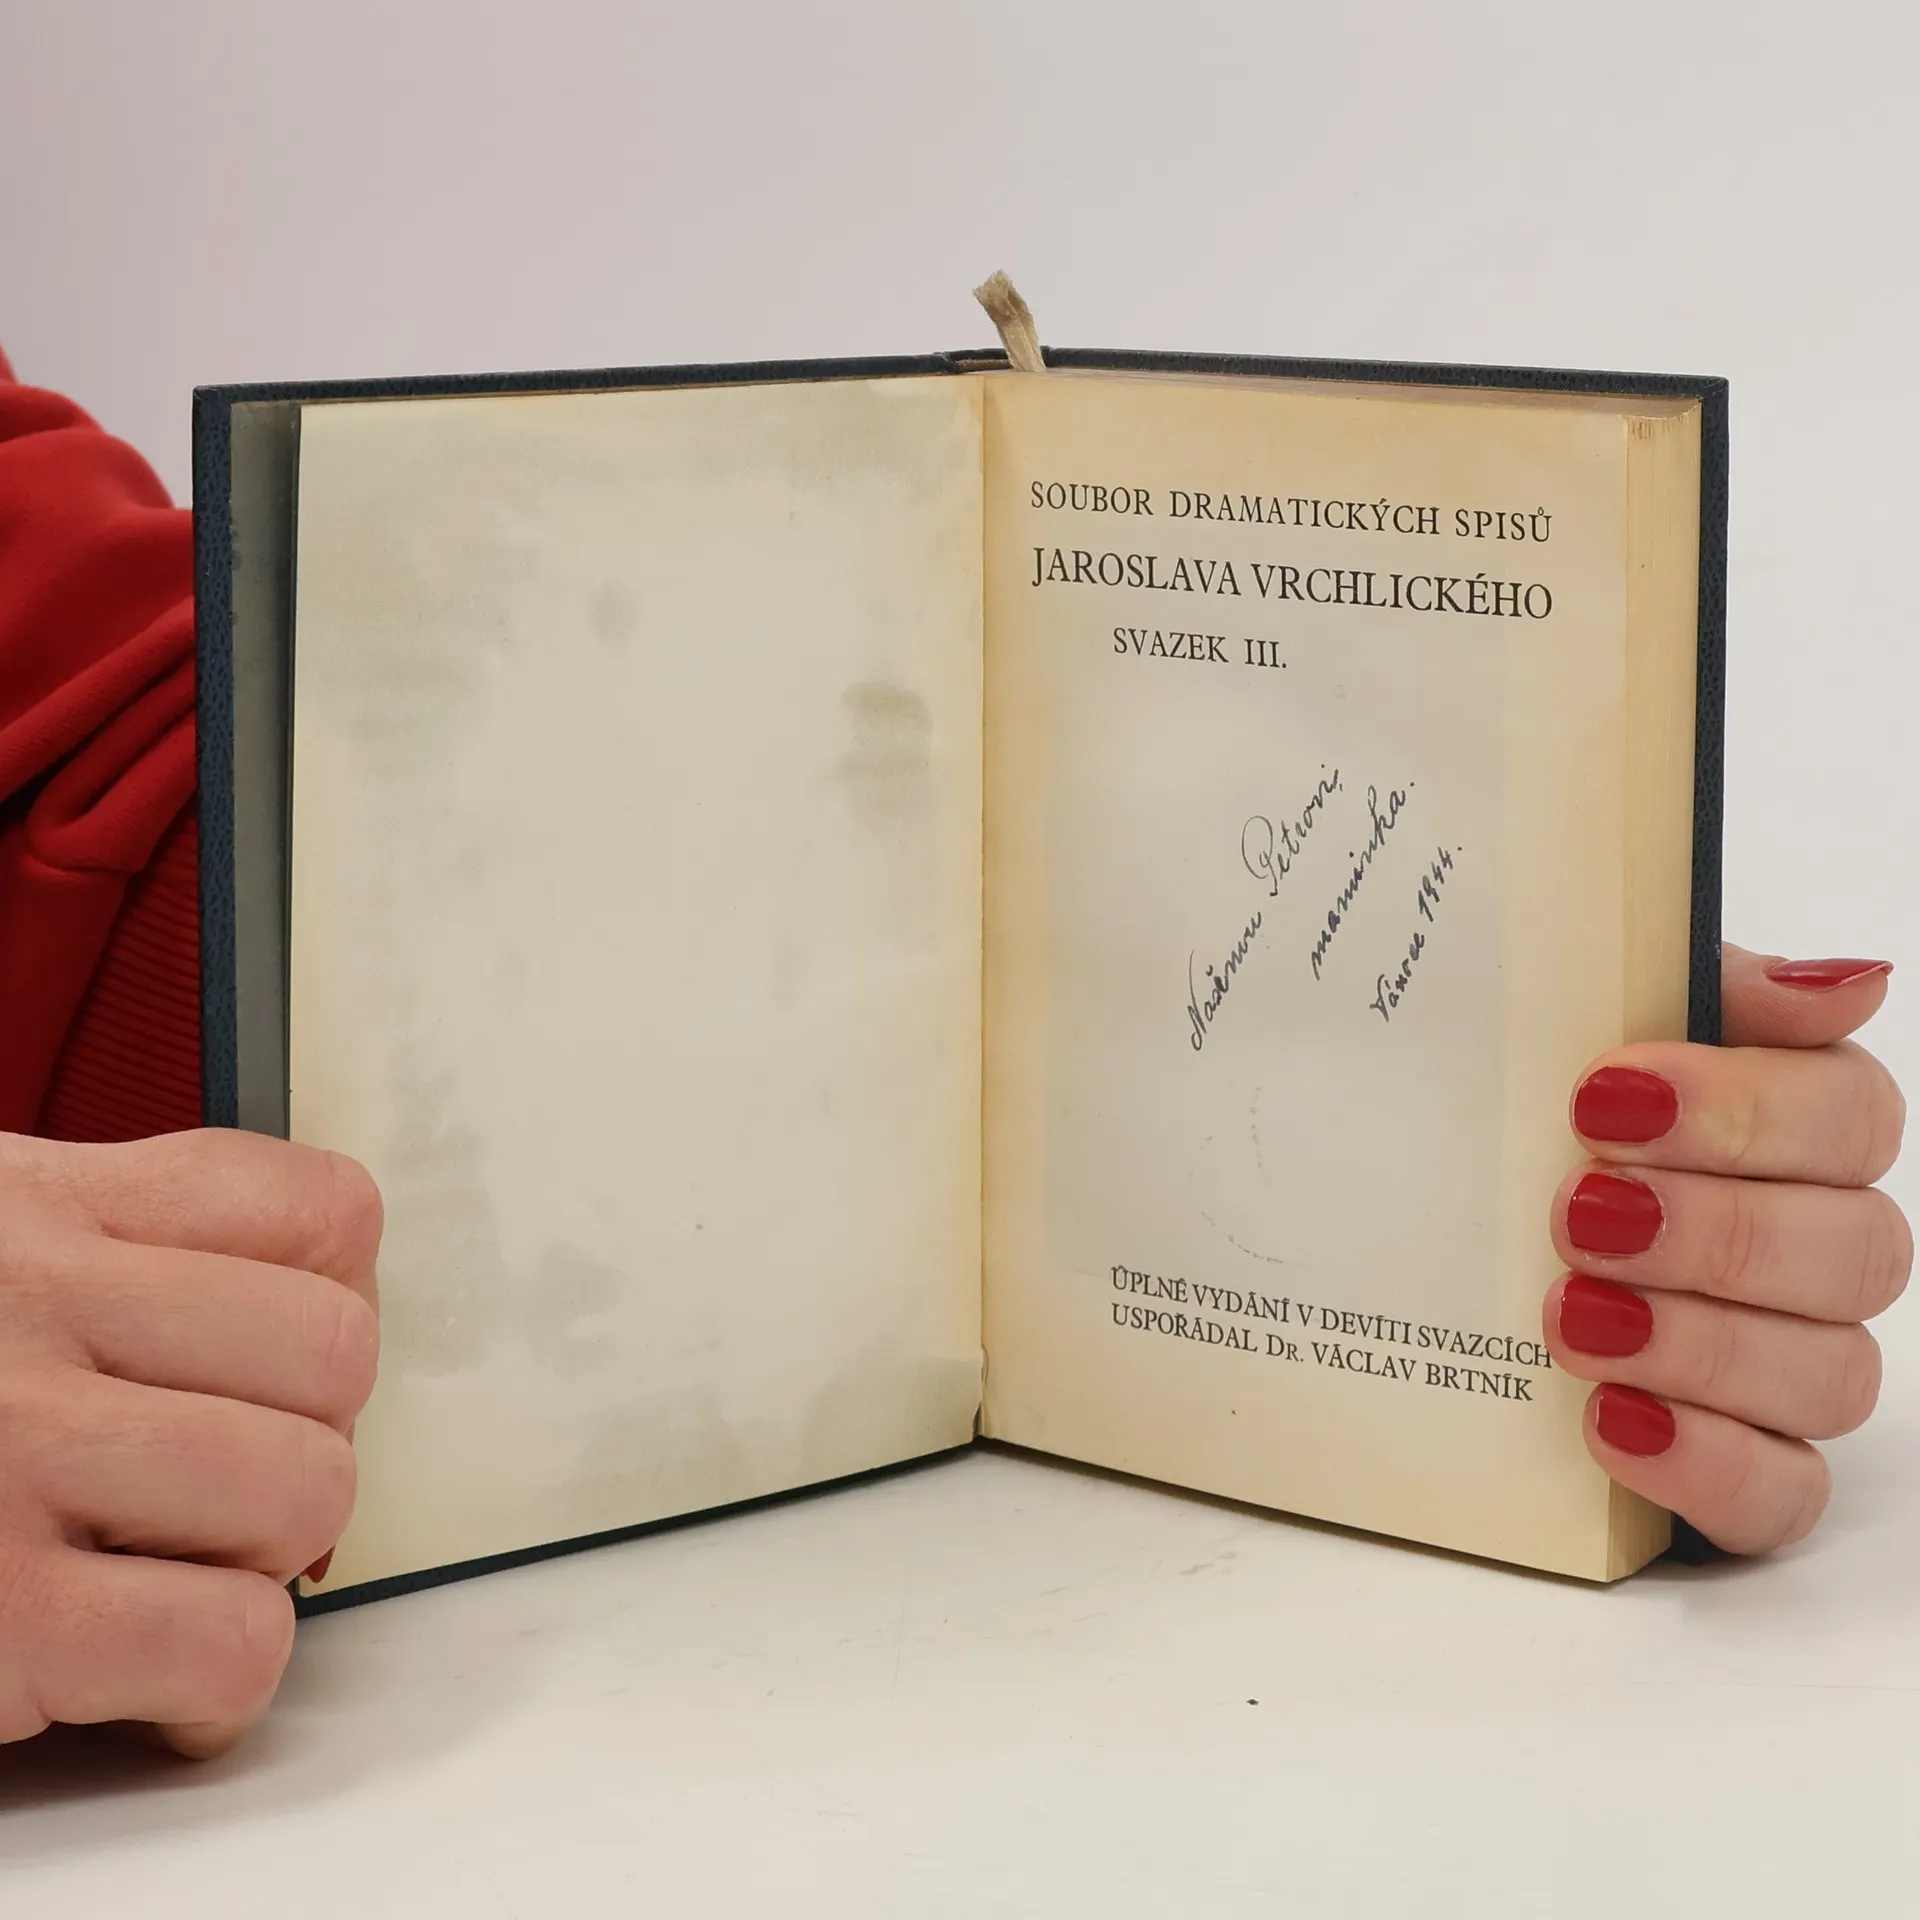 SOUBOR DRAMATICKÝCH SPISŮ
JAROSLAVA VRCHLICKÉHO
SVAZEK III.
Našemu Petrovi,
maminka.
Vánoce 1944.
ÚPLNÉ VYDÁNÍ V DEVÍTI SVAZCÍCH
USPOŘÁDAL DR. VÁCLAV BRTNÍK